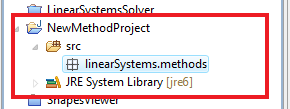 LinearSystemsSolver
NewMethodProject
src
linearSystems.methods
JRE System Library [jre6]
ShapesViewer